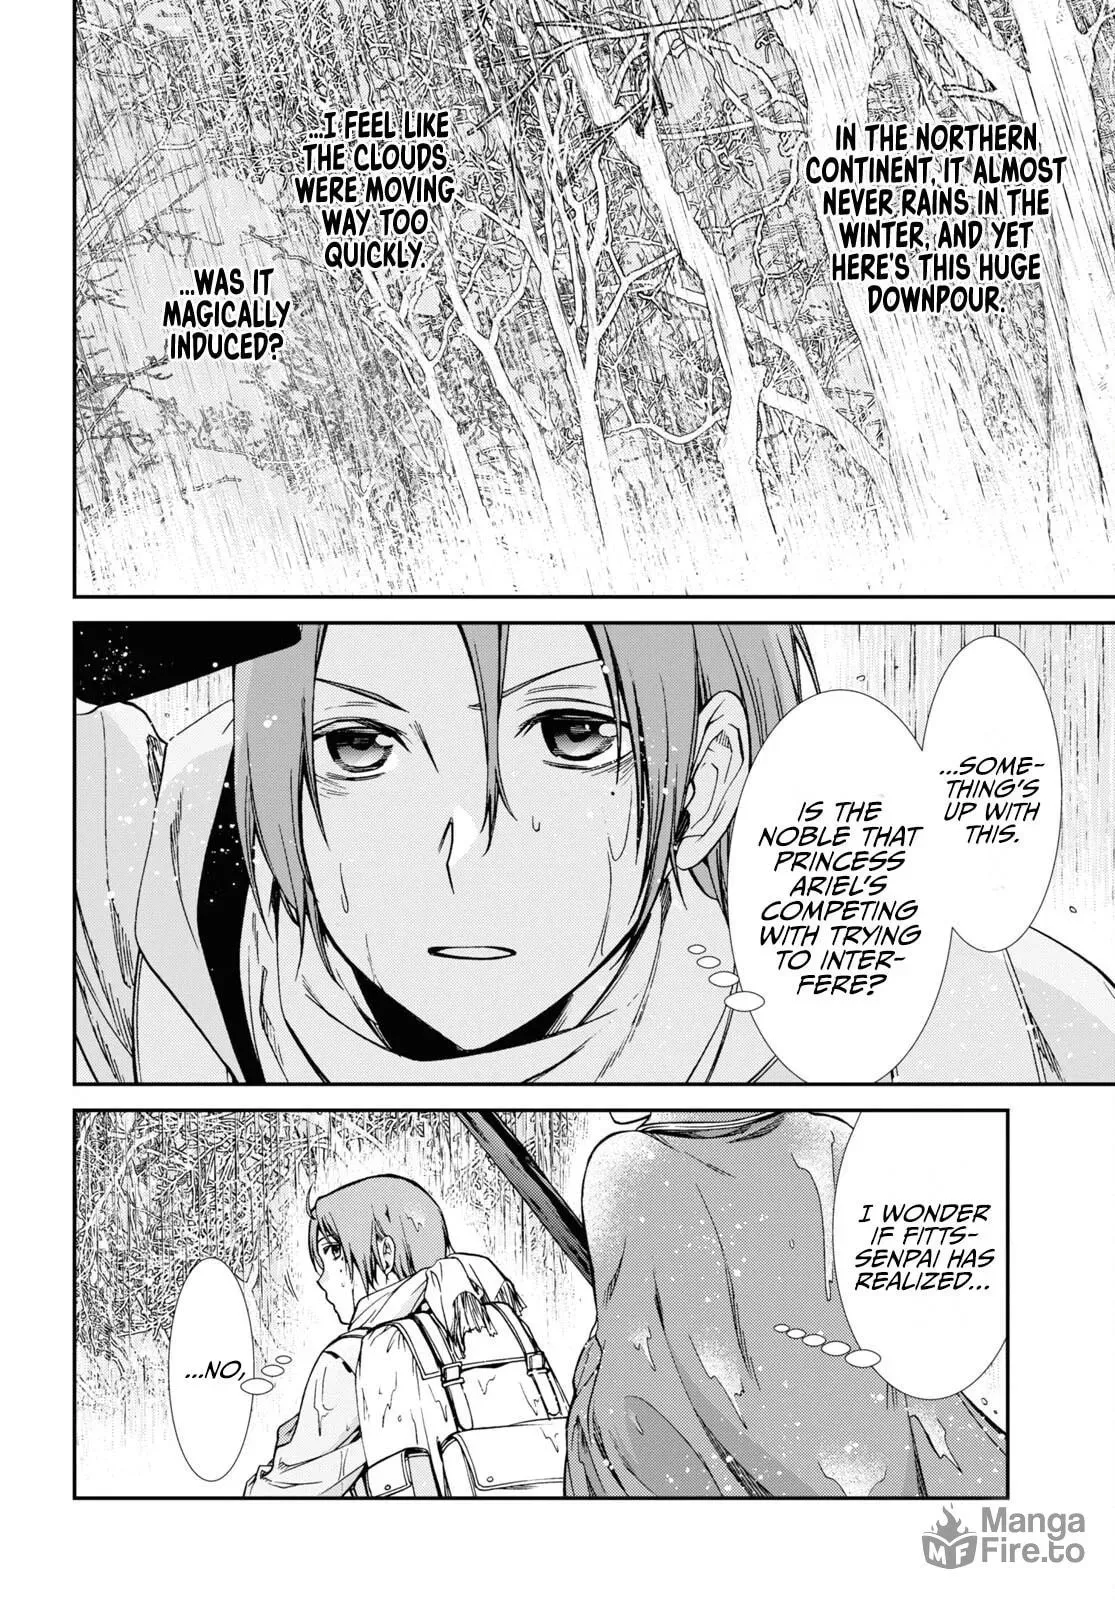 IN THE NORTHERN
CONTINENT, IT ALMOST
NEVER RAINS IN THE
WINTER, AND YET
HERE'S THIS HUGE
DOWNPOUR.
...I FEEL LIKE
THE CLOUDS
WERE MOVING
WAY TOO
QUICKLY.
...WAS IT
MAGICALLY
INDUCED?
...SOME-
THING'S
UP WITH
THIS.
IS THE
NOBLE THAT
PRINCESS
ARIEL'S
COMPETING
WITH TRYING
TO INTER-
FERE?
I WONDER
IF FITTS-
SENPAI HAS
REALIZED...
...NO,
MF
Manga
Fire.to